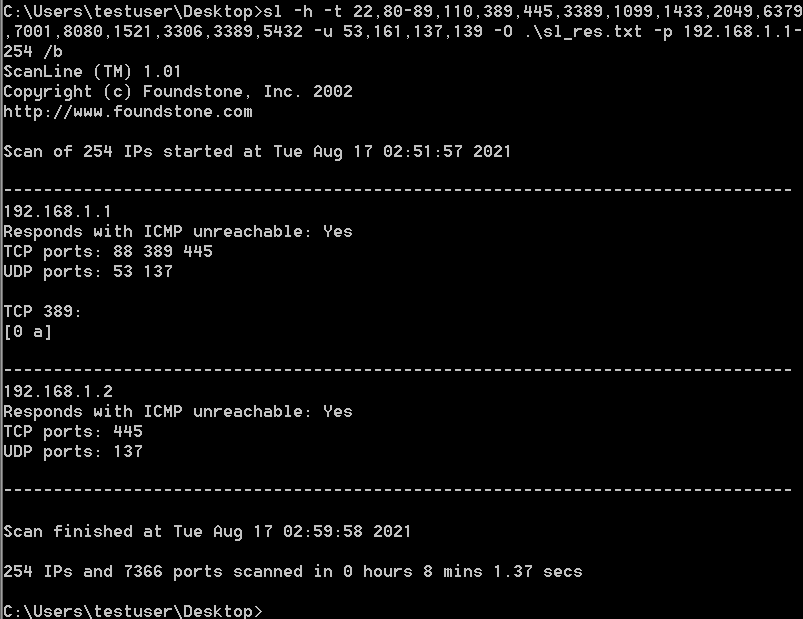 C:\Users\testuser\Desktop>sl -h -t 22,80-89,110,389,445,3389,1099,1433,2049,6379
,7001,8080,1521,3306,3389,5432 -u 53,161,137,139 -O .\sl_res.txt -p 192.168.1.1-
254 /b
ScanLine (TM) 1.01
Copyright (c) Foundstone, Inc. 2002
http://www.foundstone.com
Scan of 254 IPs started at Tue Aug 17 02:51:57 2021
-------------------------------------------------------------------------------
192.168.1.1
Responds with ICMP unreachable: Yes
TCP ports: 88 389 445
UDP ports: 53 137
TCP 389:
[0 a]
-------------------------------------------------------------------------------
192.168.1.2
Responds with ICMP unreachable: Yes
TCP ports: 445
UDP ports: 137
-------------------------------------------------------------------------------
Scan finished at Tue Aug 17 02:59:58 2021
254 IPs and 7366 ports scanned in 0 hours 8 mins 1.37 secs
C:\Users\testuser\Desktop>